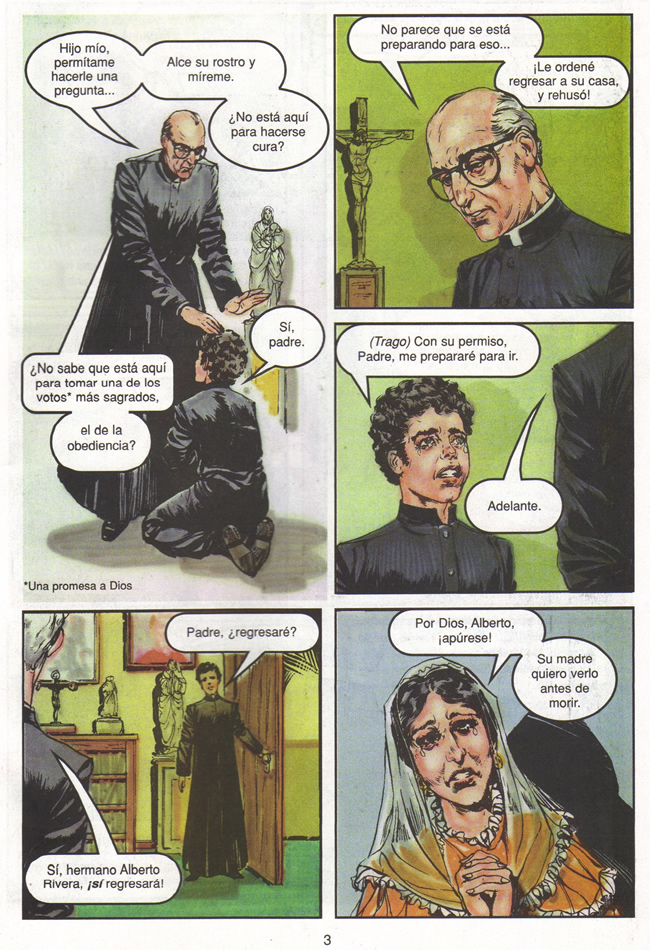 Hijo mío,
permítame
hacerle una
pregunta...
Alce su rostro y
míreme.
¿No está aquí
para hacerse
cura?
Sí,
padre.
¿No sabe que está aquí
para tomar una de los
votos* más sagrados,
el de la
obediencia?
*Una promesa a Dios
No parece que se está
preparando para eso...
¡Le ordené
regresar a su casa,
y rehusó!
(Trago) Con su permiso,
Padre, me prepararé para ir.
Adelante.
Padre, ¿regresaré?
Sí, hermano Alberto
Rivera, ¡sí regresará!
Por Dios, Alberto,
¡apúrese!
Su madre
quiero verlo
antes de
morir.
3